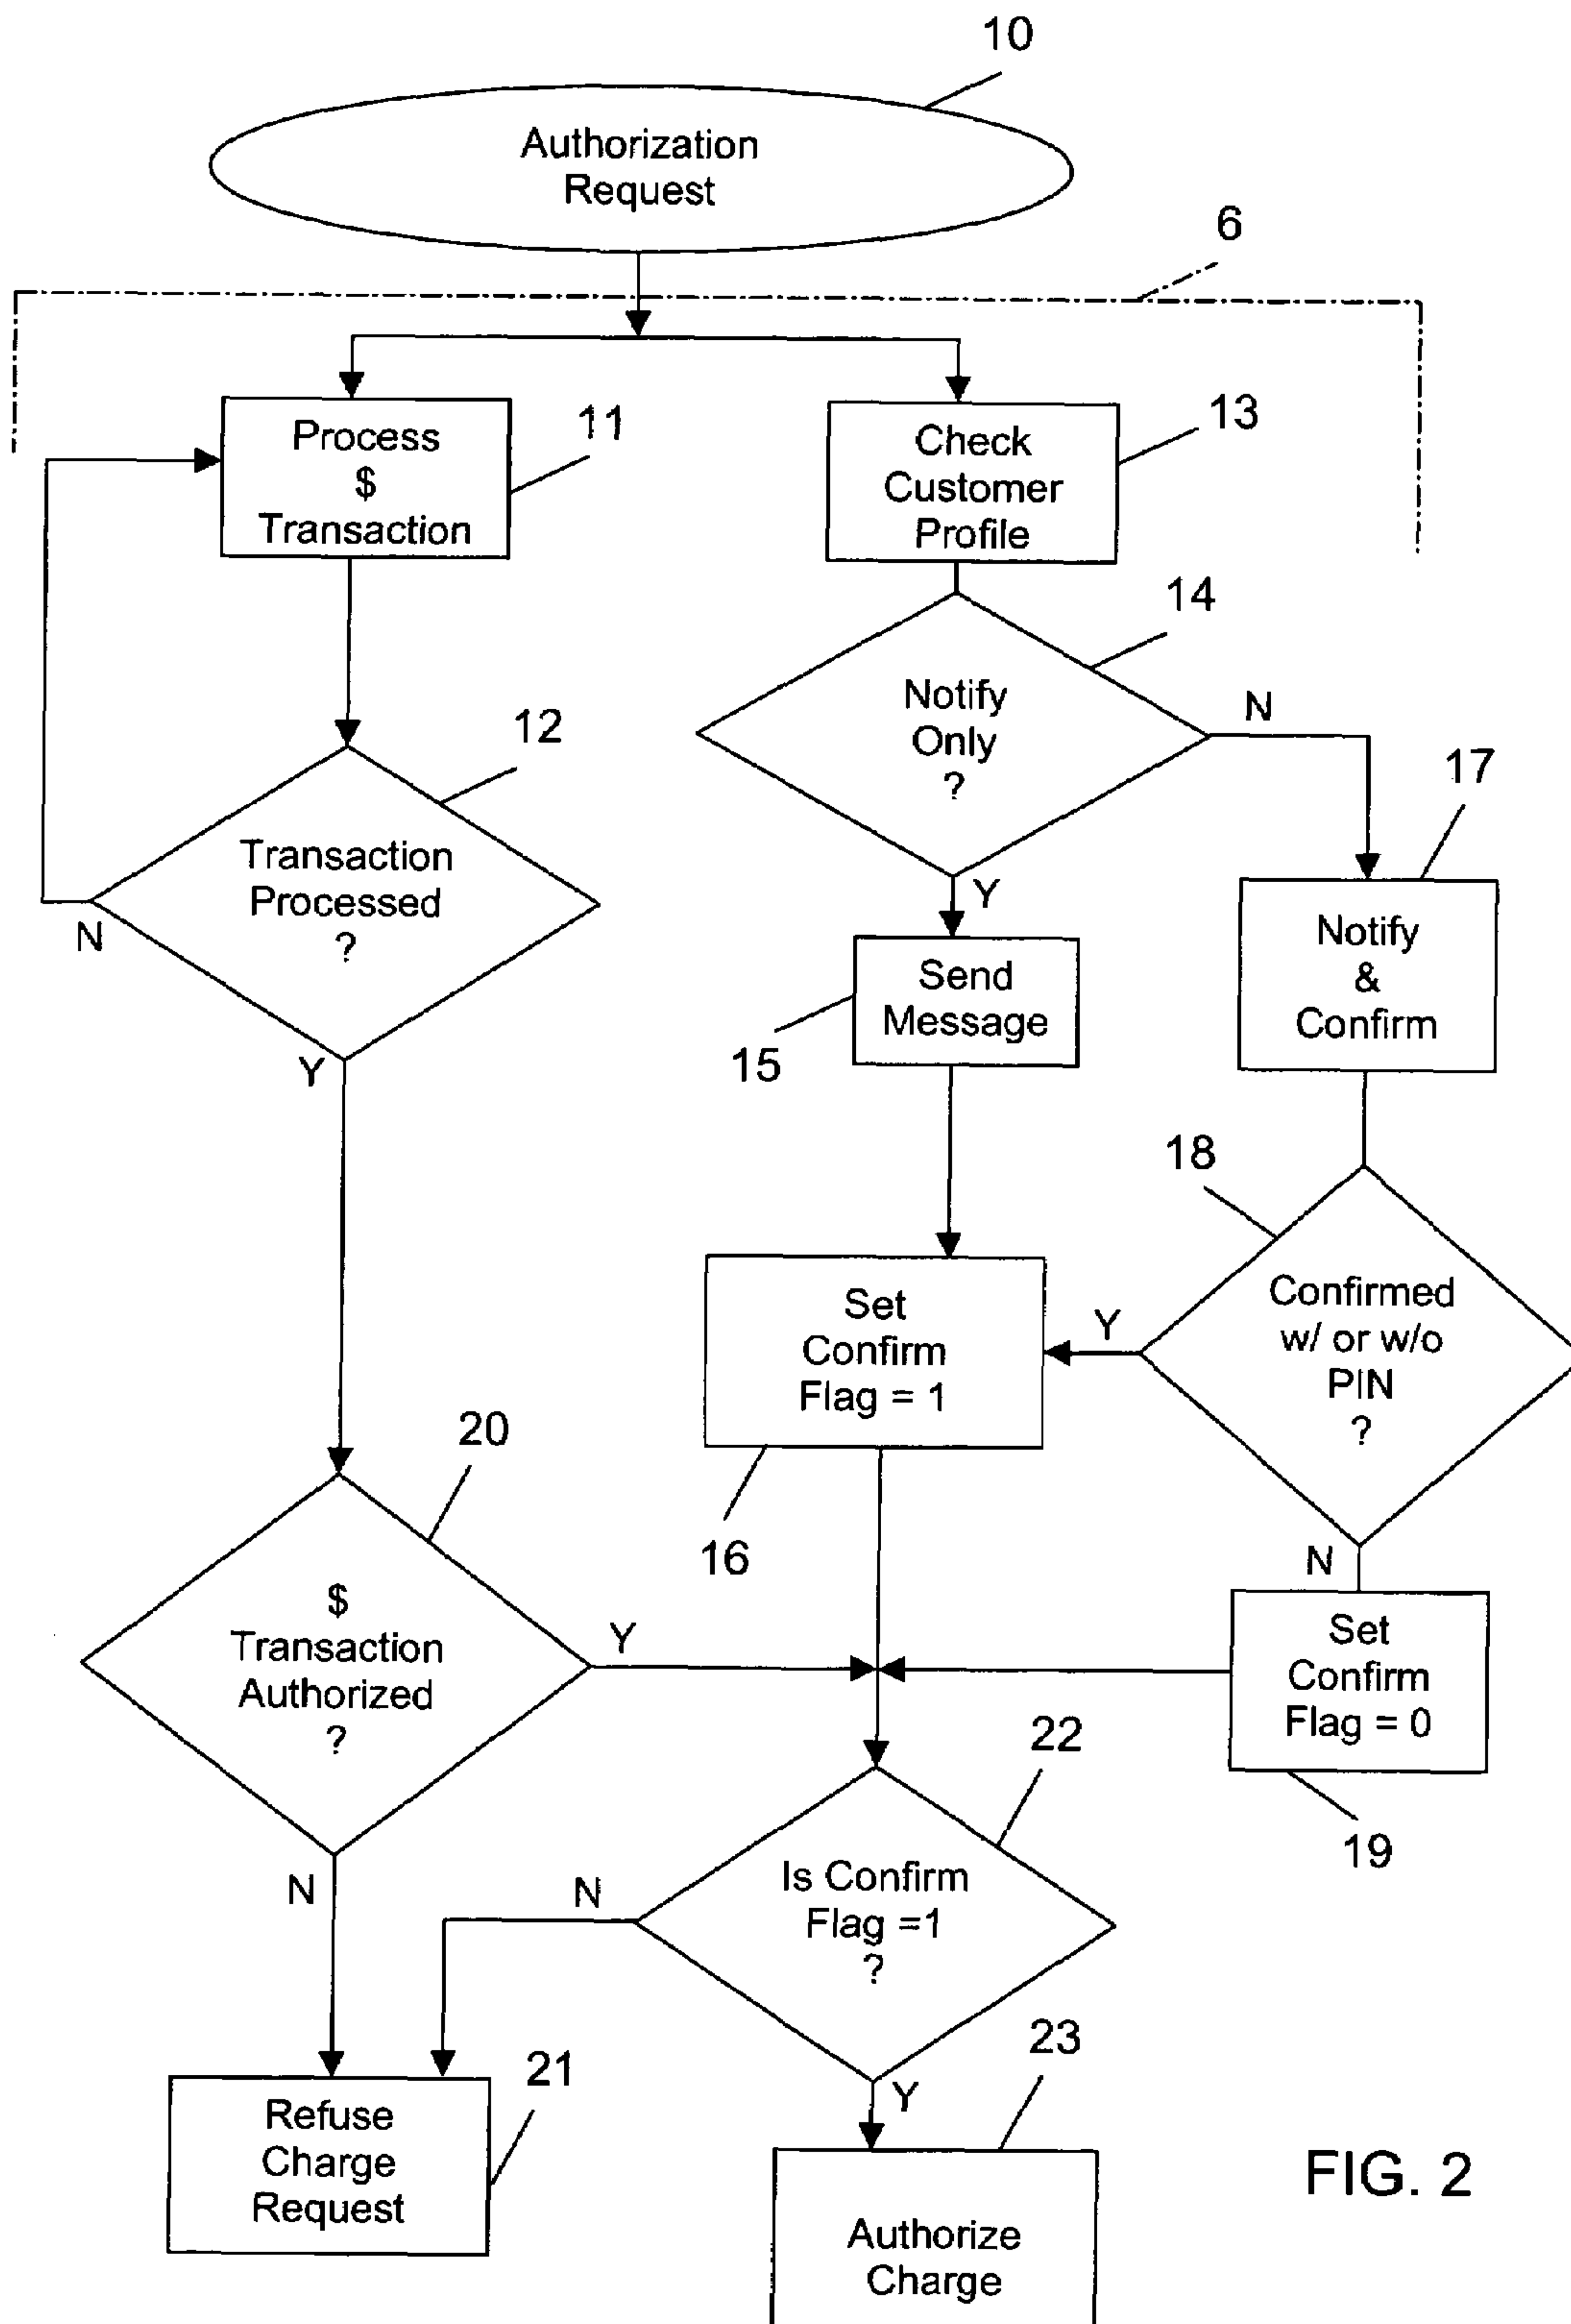 10
Authorization
Request
6
Process
$
Transaction
11
Check
Customer
Profile
13
14
Notify
Only
?
N
12
Transaction
Processed
?
N
Y
17
Y
Send
Message
15
Notify
&
Confirm
18
Set
Confirm
Flag = 1
Y
Confirmed
w/ or w/o
PIN
?
16
N
20
$
Transaction
Authorized
?
Y
Set
Confirm
Flag = 0
19
22
N
Is Confirm
Flag =1
?
N
23
Y
21
Refuse
Charge
Request
Authorize
Charge
FIG. 2